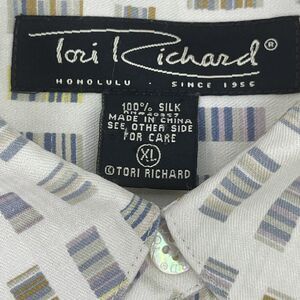 Tori Richard®
HONOLULU . SINCE 1956
100% SILK
MADE IN CHINA
SEE OTHER SIDE
FOR CARE
XL
©TORI RICHARD